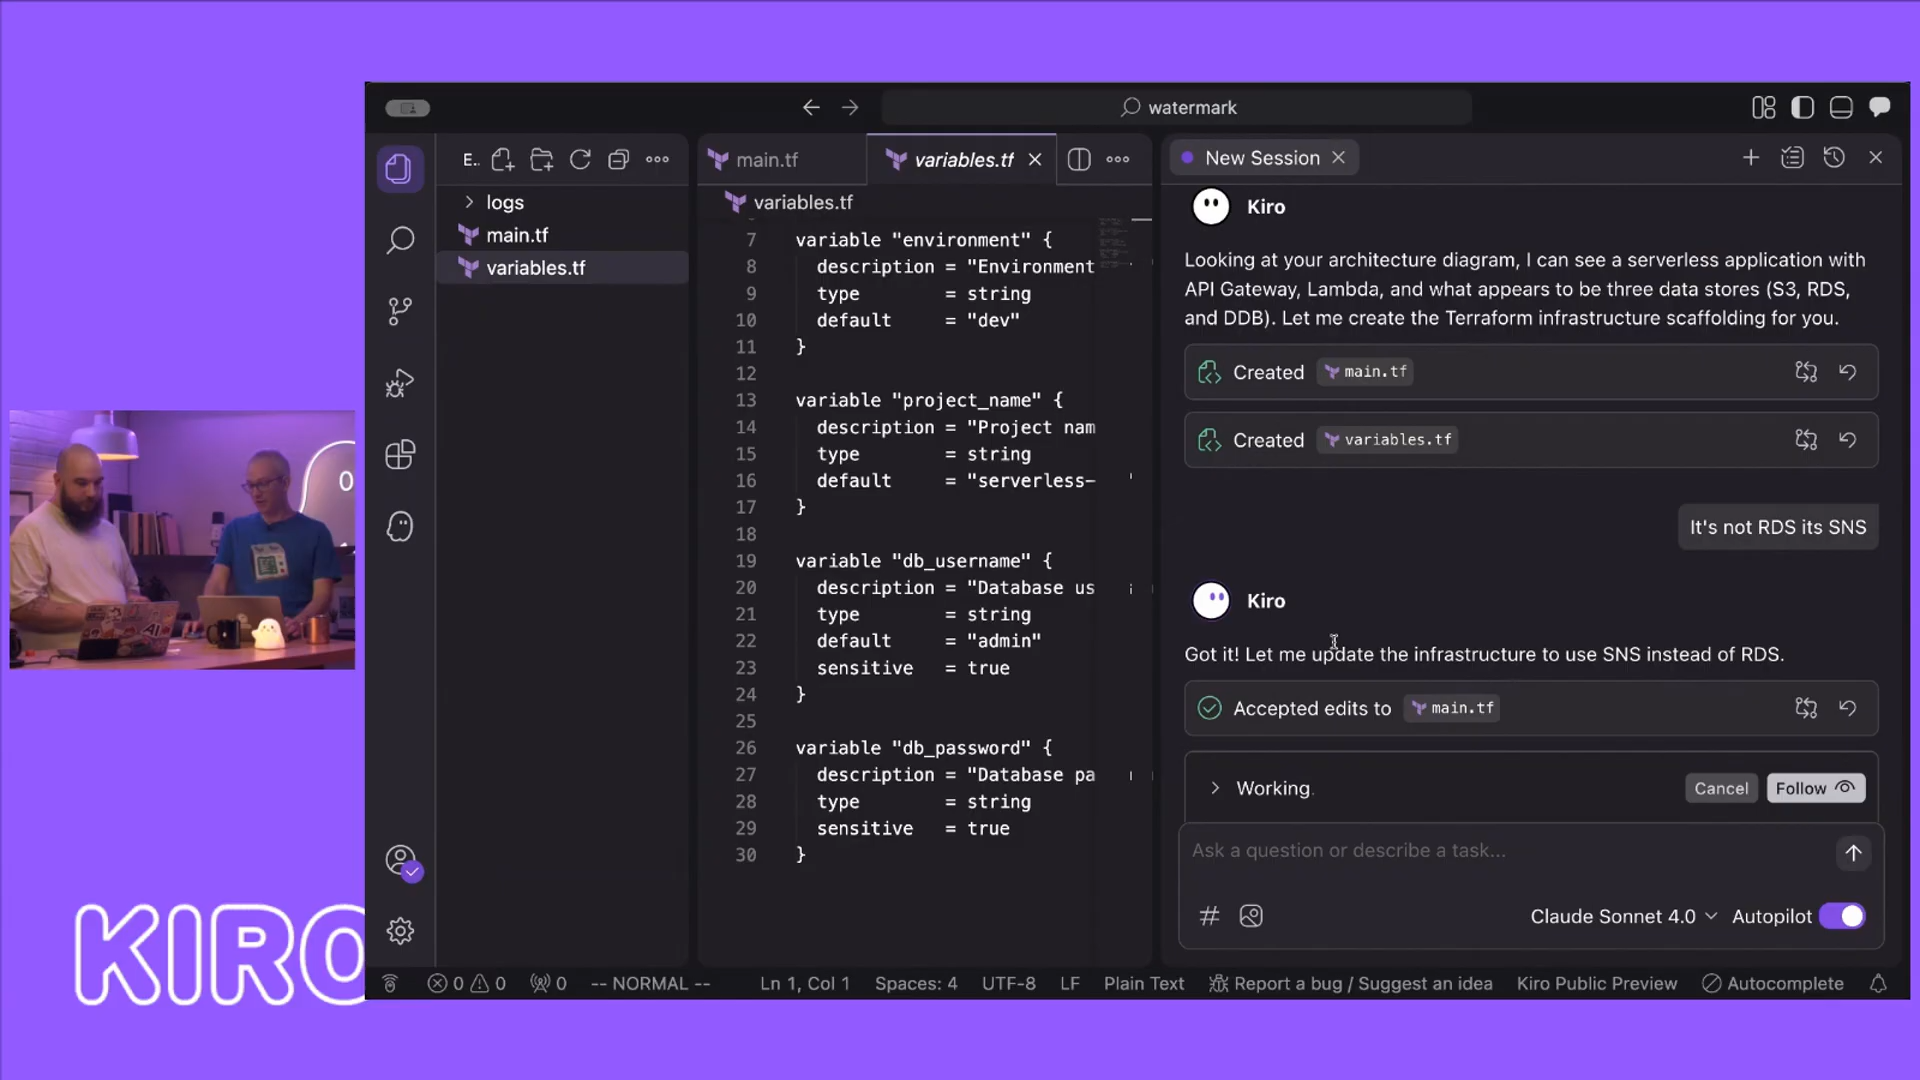 watermark
E..
logs
main.tf
variables.tf
main.tf
variables.tf
variables.tf
7 variable "environment" {
8 description = "Environment
9 type = string
10 default = "dev"
11 }
12
13 variable "project_name" {
14 description = "Project nam
15 type = string
16 default = "serverless-
17 }
18
19 variable "db_username" {
20 description = "Database us
21 type = string
22 default = "admin"
23 sensitive = true
24 }
25
26 variable "db_password" {
27 description = "Database pa
28 type = string
29 sensitive = true
30 }
New Session
Kiro
Looking at your architecture diagram, I can see a serverless application with
API Gateway, Lambda, and what appears to be three data stores (S3, RDS,
and DDB). Let me create the Terraform infrastructure scaffolding for you.
Created main.tf
Created variables.tf
It's not RDS its SNS
Kiro
Got it! Let me update the infrastructure to use SNS instead of RDS.
Accepted edits to main.tf
Working.
Cancel
Follow
Ask a question or describe a task...
#
Claude Sonnet 4.0
Autopilot
0 0 0 -- NORMAL -- Ln 1, Col 1 Spaces: 4 UTF-8 LF Plain Text Report a bug / Suggest an idea Kiro Public Preview Autocomplete
AI
KIRO